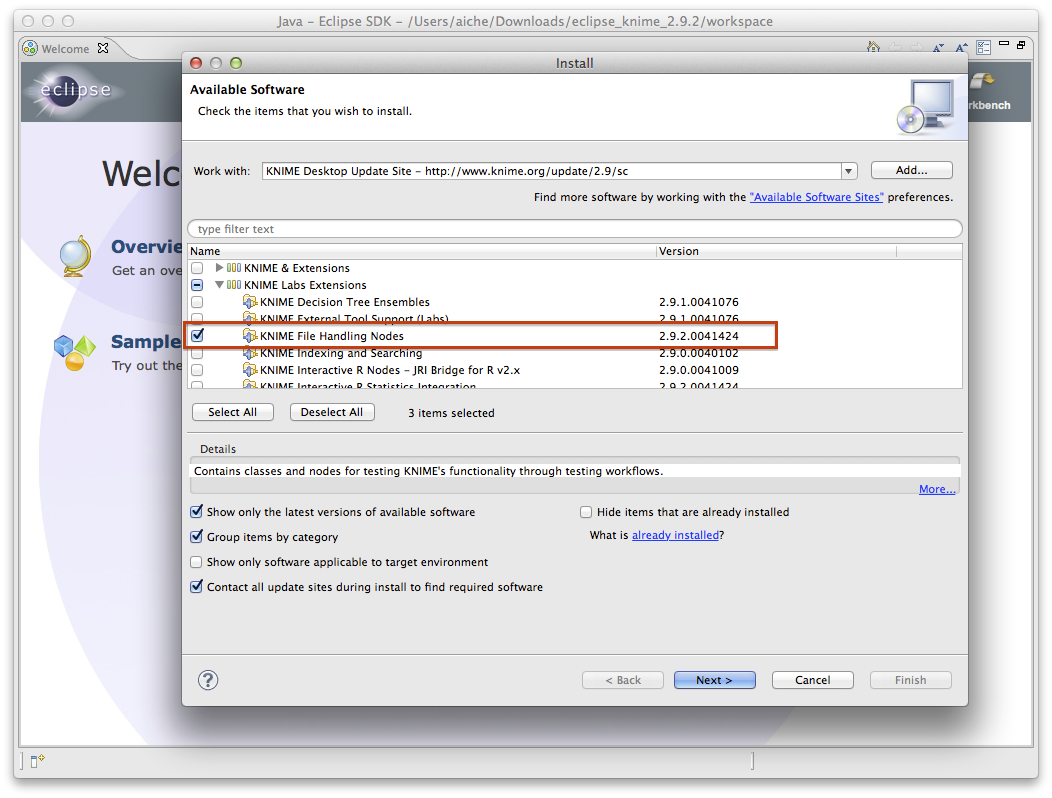 Java – Eclipse SDK – /Users/aiche/Downloads/eclipse_knime_2.9.2/workspace
Welcome
Install
eclipse
rkbench
Available Software
Check the items that you wish to install.
Work with: KNIME Desktop Update Site – http://www.knime.org/update/2.9/sc Add...
Find more software by working with the "Available Software Sites" preferences.
Welc
type filter text
Name Version
Overvie
Get an ove
KNIME & Extensions
KNIME Labs Extensions
KNIME Decision Tree Ensembles 2.9.1.0041076
KNIME External Tool Support (Labs) 2.9.1.0041076
KNIME File Handling Nodes 2.9.2.0041424
Sample
Try out the
KNIME Indexing and Searching 2.9.0.0040102
KNIME Interactive R Nodes – JRI Bridge for R v2.x 2.9.0.0041009
KNIME Interactive R Statistics Integration 2.9.2.0041424
Select All Deselect All 3 items selected
Details
Contains classes and nodes for testing KNIME's functionality through testing workflows.
More...
Show only the latest versions of available software Hide items that are already installed
Group items by category What is already installed?
Show only software applicable to target environment
Contact all update sites during install to find required software
? < Back Next > Cancel Finish